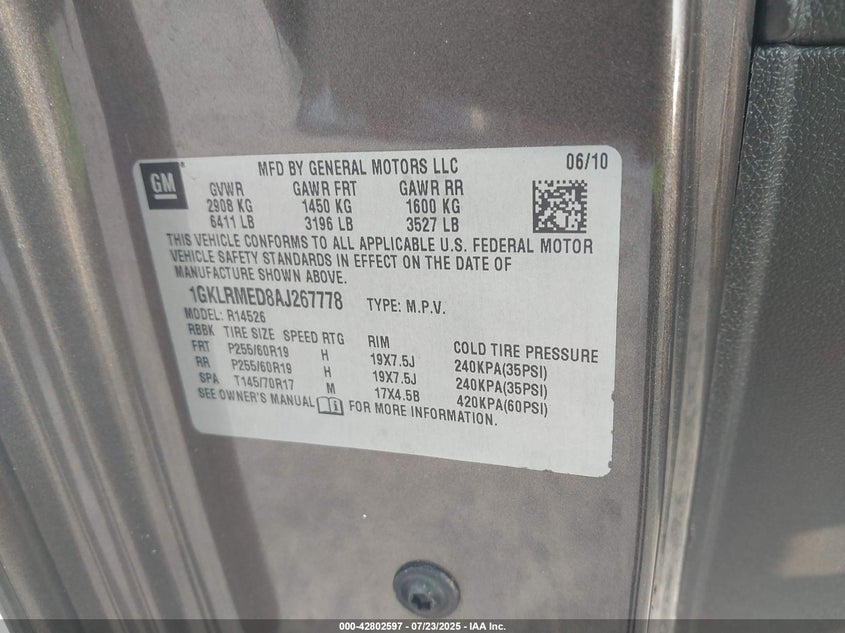 GM
MFD BY GENERAL MOTORS LLC 06/10
GVWR GAWR FRT GAWR RR
2908 KG 1450 KG 1600 KG
6411 LB 3196 LB 3527 LB
THIS VEHICLE CONFORMS TO ALL APPLICABLE U.S. FEDERAL MOTOR
VEHICLE SAFETY STANDARDS IN EFFECT ON THE DATE OF
MANUFACTURE SHOWN ABOVE.
1GKLRMED8AJ267778 TYPE: M.P.V.
MODEL: R14526
RBBK TIRE SIZE SPEED RTG RIM COLD TIRE PRESSURE
FRT P255/60R19 H 19X7.5J 240KPA(35PSI)
RR P255/60R19 H 19X7.5J 240KPA(35PSI)
SPA T145/70R17 M 17X4.5B 420KPA(60PSI)
SEE OWNER'S MANUAL FOR MORE INFORMATION.
000-42802597 - 07/23/2025 - IAA Inc.